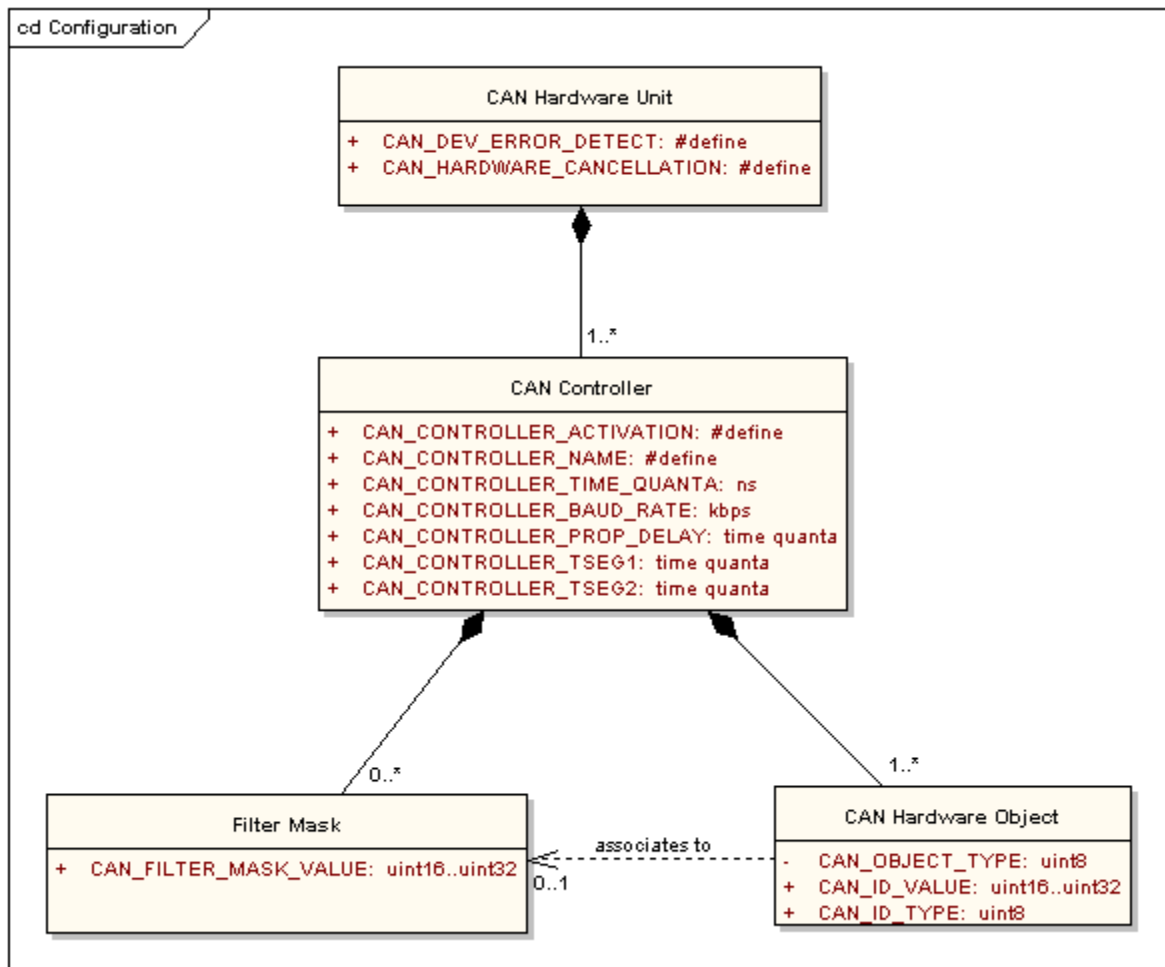 cd Configuration
CAN Hardware Unit
+ CAN_DEV_ERROR_DETECT: #define
+ CAN_HARDWARE_CANCELLATION: #define
1..*
CAN Controller
+ CAN_CONTROLLER_ACTIVATION: #define
+ CAN_CONTROLLER_NAME: #define
+ CAN_CONTROLLER_TIME_QUANTA: ns
+ CAN_CONTROLLER_BAUD_RATE: kbps
+ CAN_CONTROLLER_PROP_DELAY: time quanta
+ CAN_CONTROLLER_TSEG1: time quanta
+ CAN_CONTROLLER_TSEG2: time quanta
0..*
1..*
Filter Mask
+ CAN_FILTER_MASK_VALUE: uint16..uint32
associates to
0..1
CAN Hardware Object
- CAN_OBJECT_TYPE: uint8
+ CAN_ID_VALUE: uint16..uint32
+ CAN_ID_TYPE: uint8